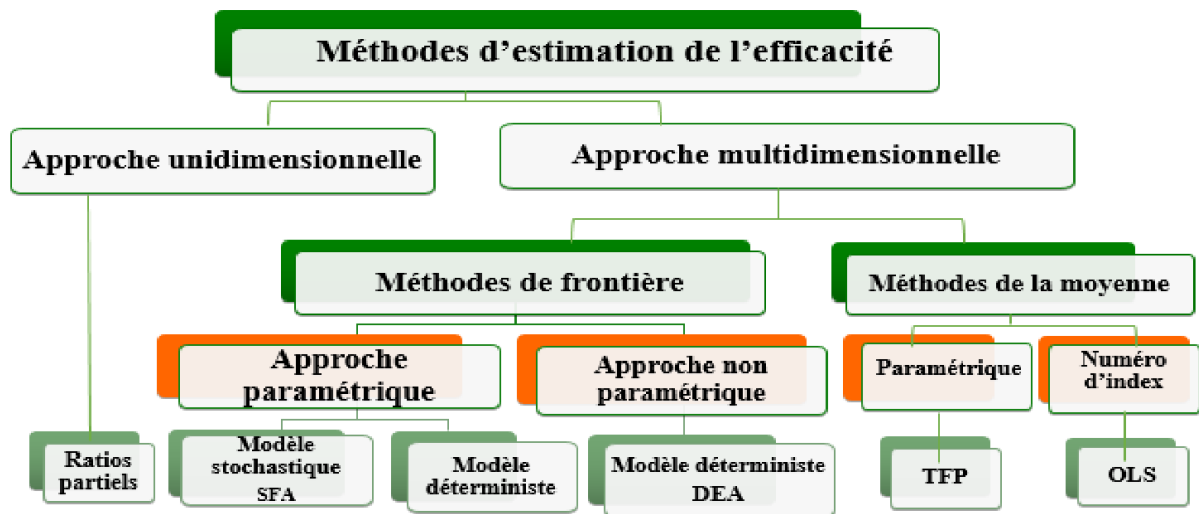 Méthodes d’estimation de l’efficacité
Approche unidimensionnelle
Approche multidimensionnelle
Méthodes de frontière
Méthodes de la moyenne
Approche
paramétrique
Approche non
paramétrique
Paramétrique
Numéro
d’index
Ratios
partiels
Modèle
stochastique
SFA
Modèle
déterministe
Modèle déterministe
DEA
TFP
OLS